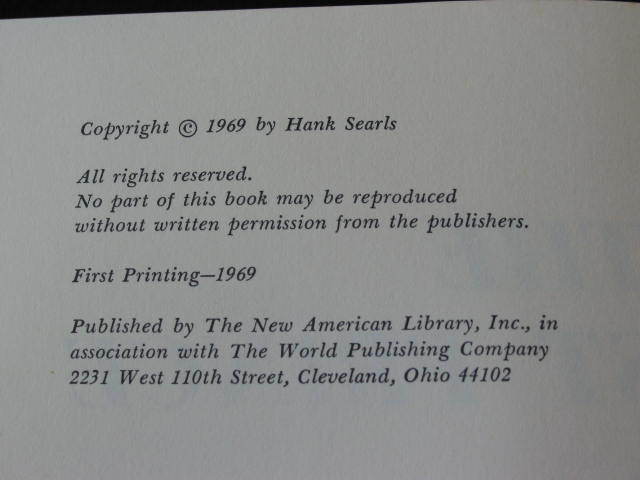 Copyright © 1969 by Hank Searls
All rights reserved.
No part of this book may be reproduced
without written permission from the publishers.
First Printing—1969
Published by The New American Library, Inc., in
association with The World Publishing Company
2231 West 110th Street, Cleveland, Ohio 44102